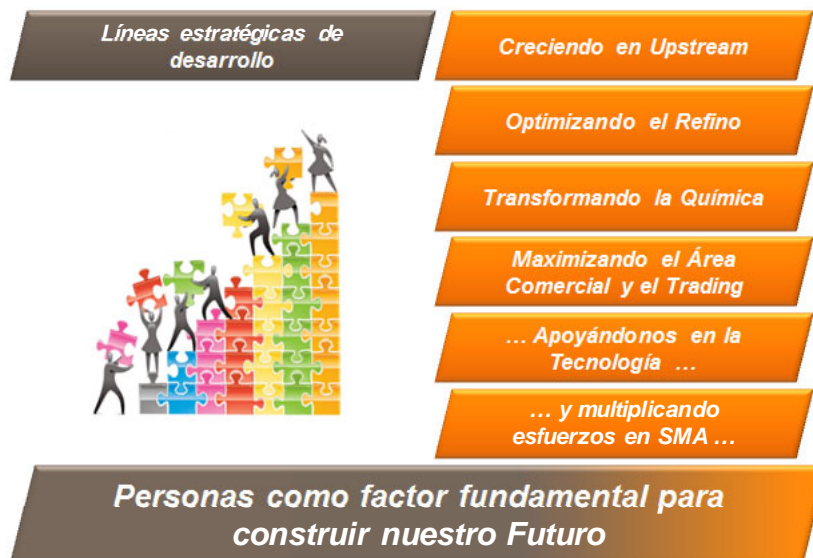 Líneas estratégicas de
desarrollo
Creciendo en Upstream
Optimizando el Refino
Transformando la Química
Maximizando el Área
Comercial y el Trading
... Apoyándonos en la
Tecnología ...
... y multiplicando
esfuerzos en SMA ...
Personas como factor fundamental para
construir nuestro Futuro